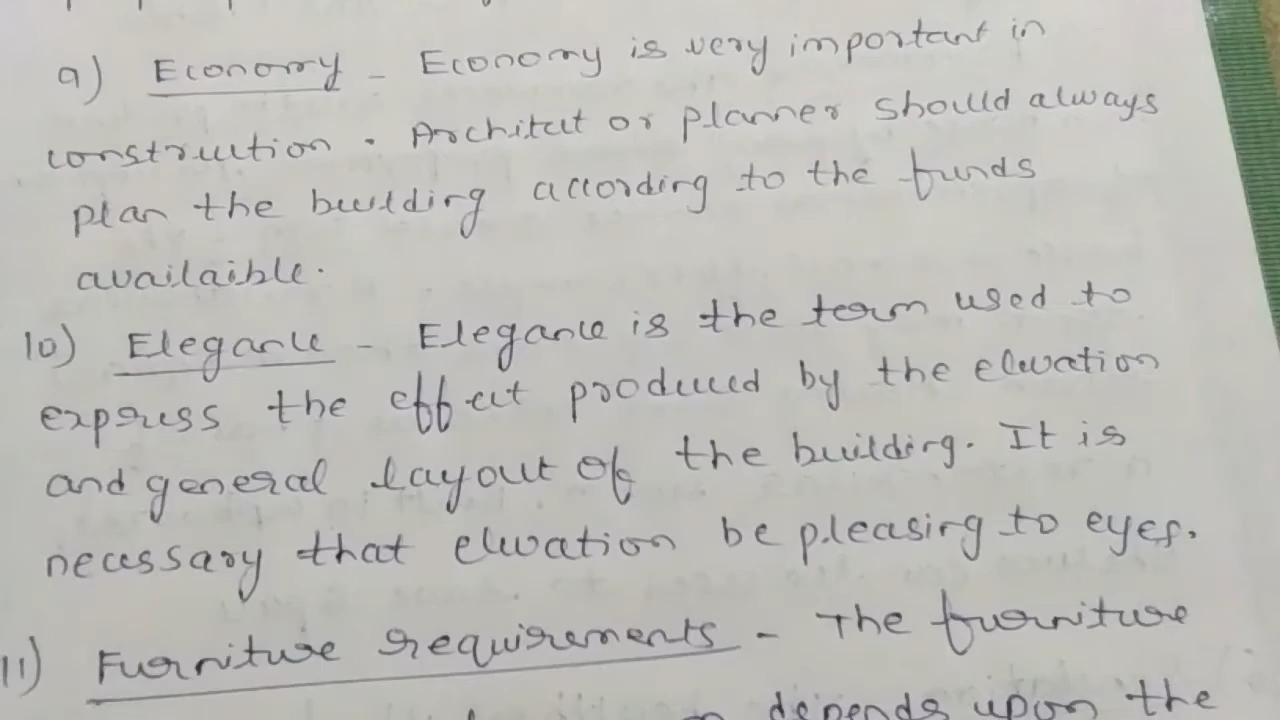 9) Economy - Economy is very important in
construction. Architect or planner should always
plan the building according to the funds
availaible.
10) Elegance - Elegance is the term used to
express the effect produced by the elevation
and general layout of the building. It is
necessary that elevation be pleasing to eyes.
11) Furniture requirements - The furniture
depends upon the